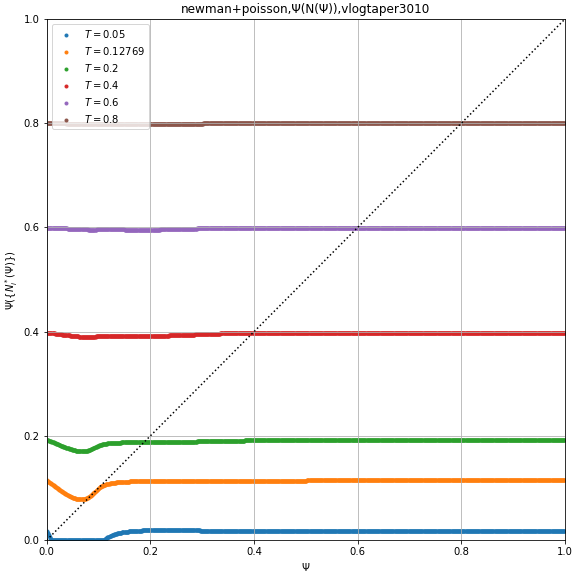 newman+poisson,Ψ(N(Ψ)),vlogtaper3010
1.0
T = 0.05
T = 0.12769
T = 0.2
T = 0.4
T = 0.6
T = 0.8
0.8
0.6
Ψ({N_i^*(Ψ)})
0.4
0.2
0.0
0.0 0.2 0.4 0.6 0.8 1.0
Ψ